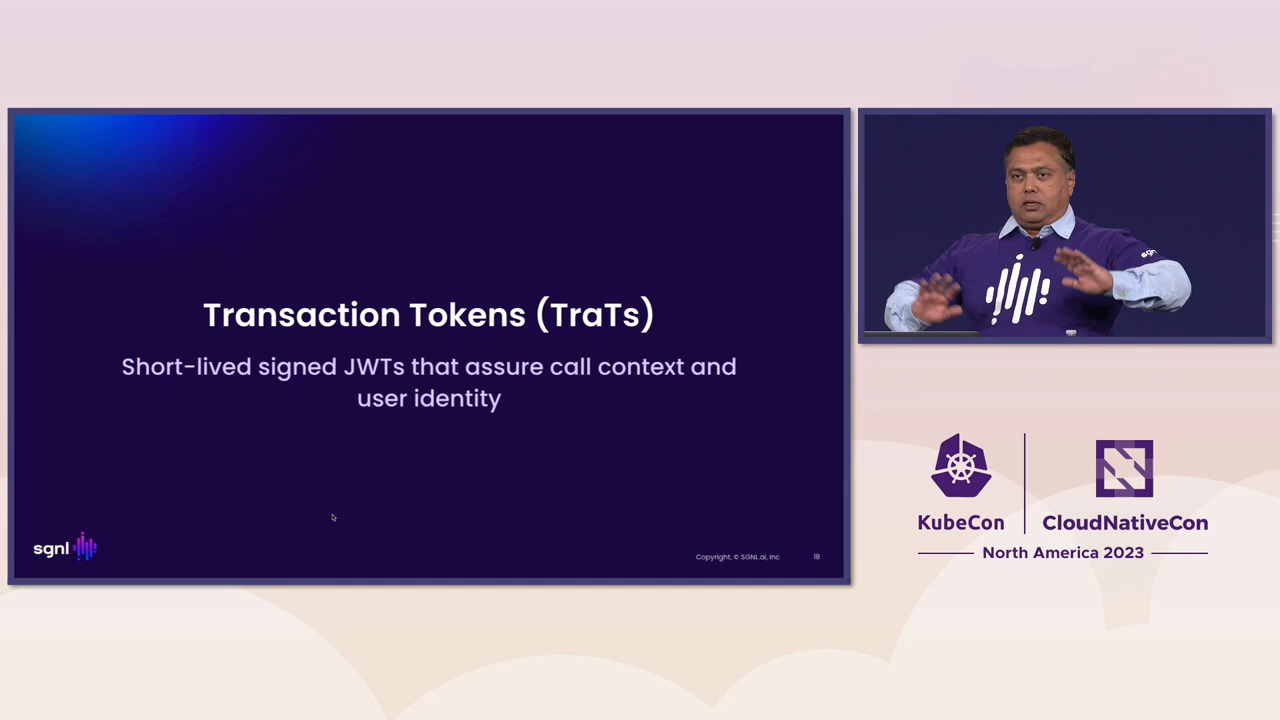 Transaction Tokens (TraTs)
Short-lived signed JWTs that assure call context and
user identity
sgnl
Copyright, © SGNL.ai, Inc
18
sgnl
KubeCon
CloudNativeCon
North America 2023